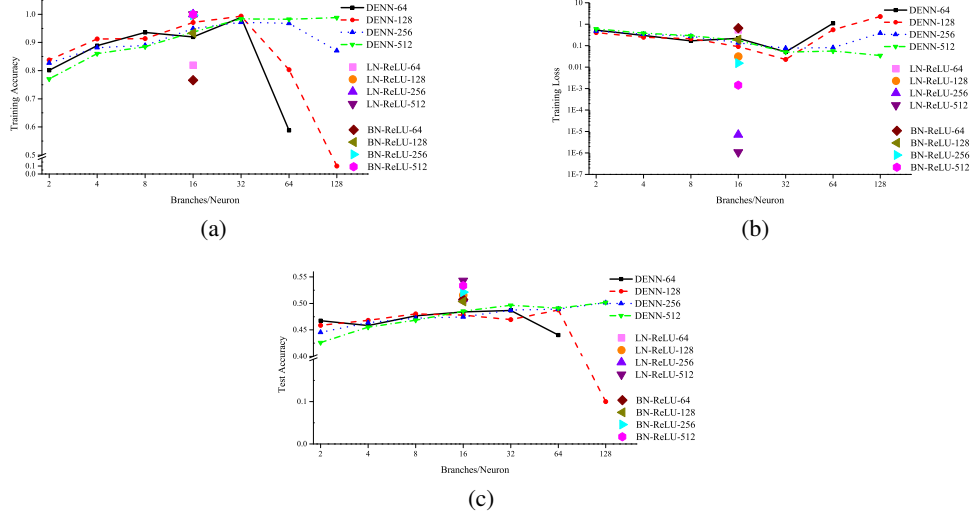 1.0
0.9
0.8
0.7
0.6
0.5
0.1
0.0
Training Accuracy
2 4 8 16 32 64 128
Branches/Neuron
DENN-64
DENN-128
DENN-256
DENN-512
LN-ReLU-64
LN-ReLU-128
LN-ReLU-256
LN-ReLU-512
BN-ReLU-64
BN-ReLU-128
BN-ReLU-256
BN-ReLU-512
(a)
10
1
0.1
0.01
1E-3
1E-4
1E-5
1E-6
1E-7
Training Loss
2 4 8 16 32 64 128
Branches/Neuron
DENN-64
DENN-128
DENN-256
DENN-512
LN-ReLU-64
LN-ReLU-128
LN-ReLU-256
LN-ReLU-512
BN-ReLU-64
BN-ReLU-128
BN-ReLU-256
BN-ReLU-512
(b)
0.55
0.50
0.45
0.40
0.1
0.0
Test Accuracy
2 4 8 16 32 64 128
Branches/Neuron
DENN-64
DENN-128
DENN-256
DENN-512
LN-ReLU-64
LN-ReLU-128
LN-ReLU-256
LN-ReLU-512
BN-ReLU-64
BN-ReLU-128
BN-ReLU-256
BN-ReLU-512
(c)